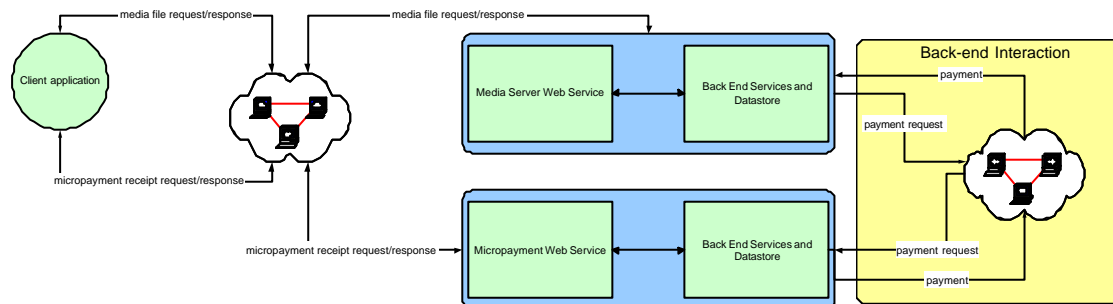 media file request/response
media file request/response
Client application
Media Server Web Service
Back End Services and
Datastore
Back-end Interaction
payment
payment request
micropayment receipt request/response
micropayment receipt request/response
Micropayment Web Service
Back End Services and
Datastore
payment request
payment